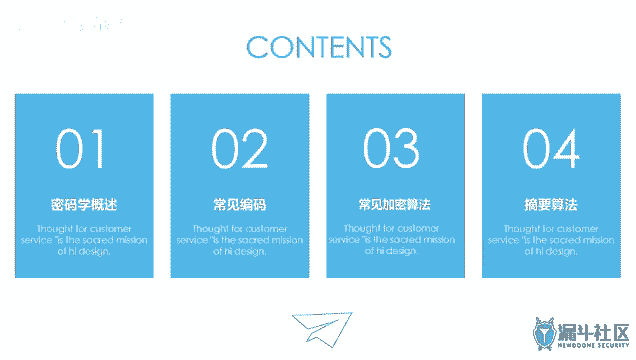 CONTENTS
01
密码学概述
Thought for customer
service "is the sacred mission
of hi design.
02
常见编码
Thought for customer
service "is the sacred mission
of hi design.
03
常见加密算法
Thought for customer
service "is the sacred mission
of hi design.
04
摘要算法
Thought for customer
service "is the sacred mission
of hi design.
漏斗社区
NEWDOONE SECURITY